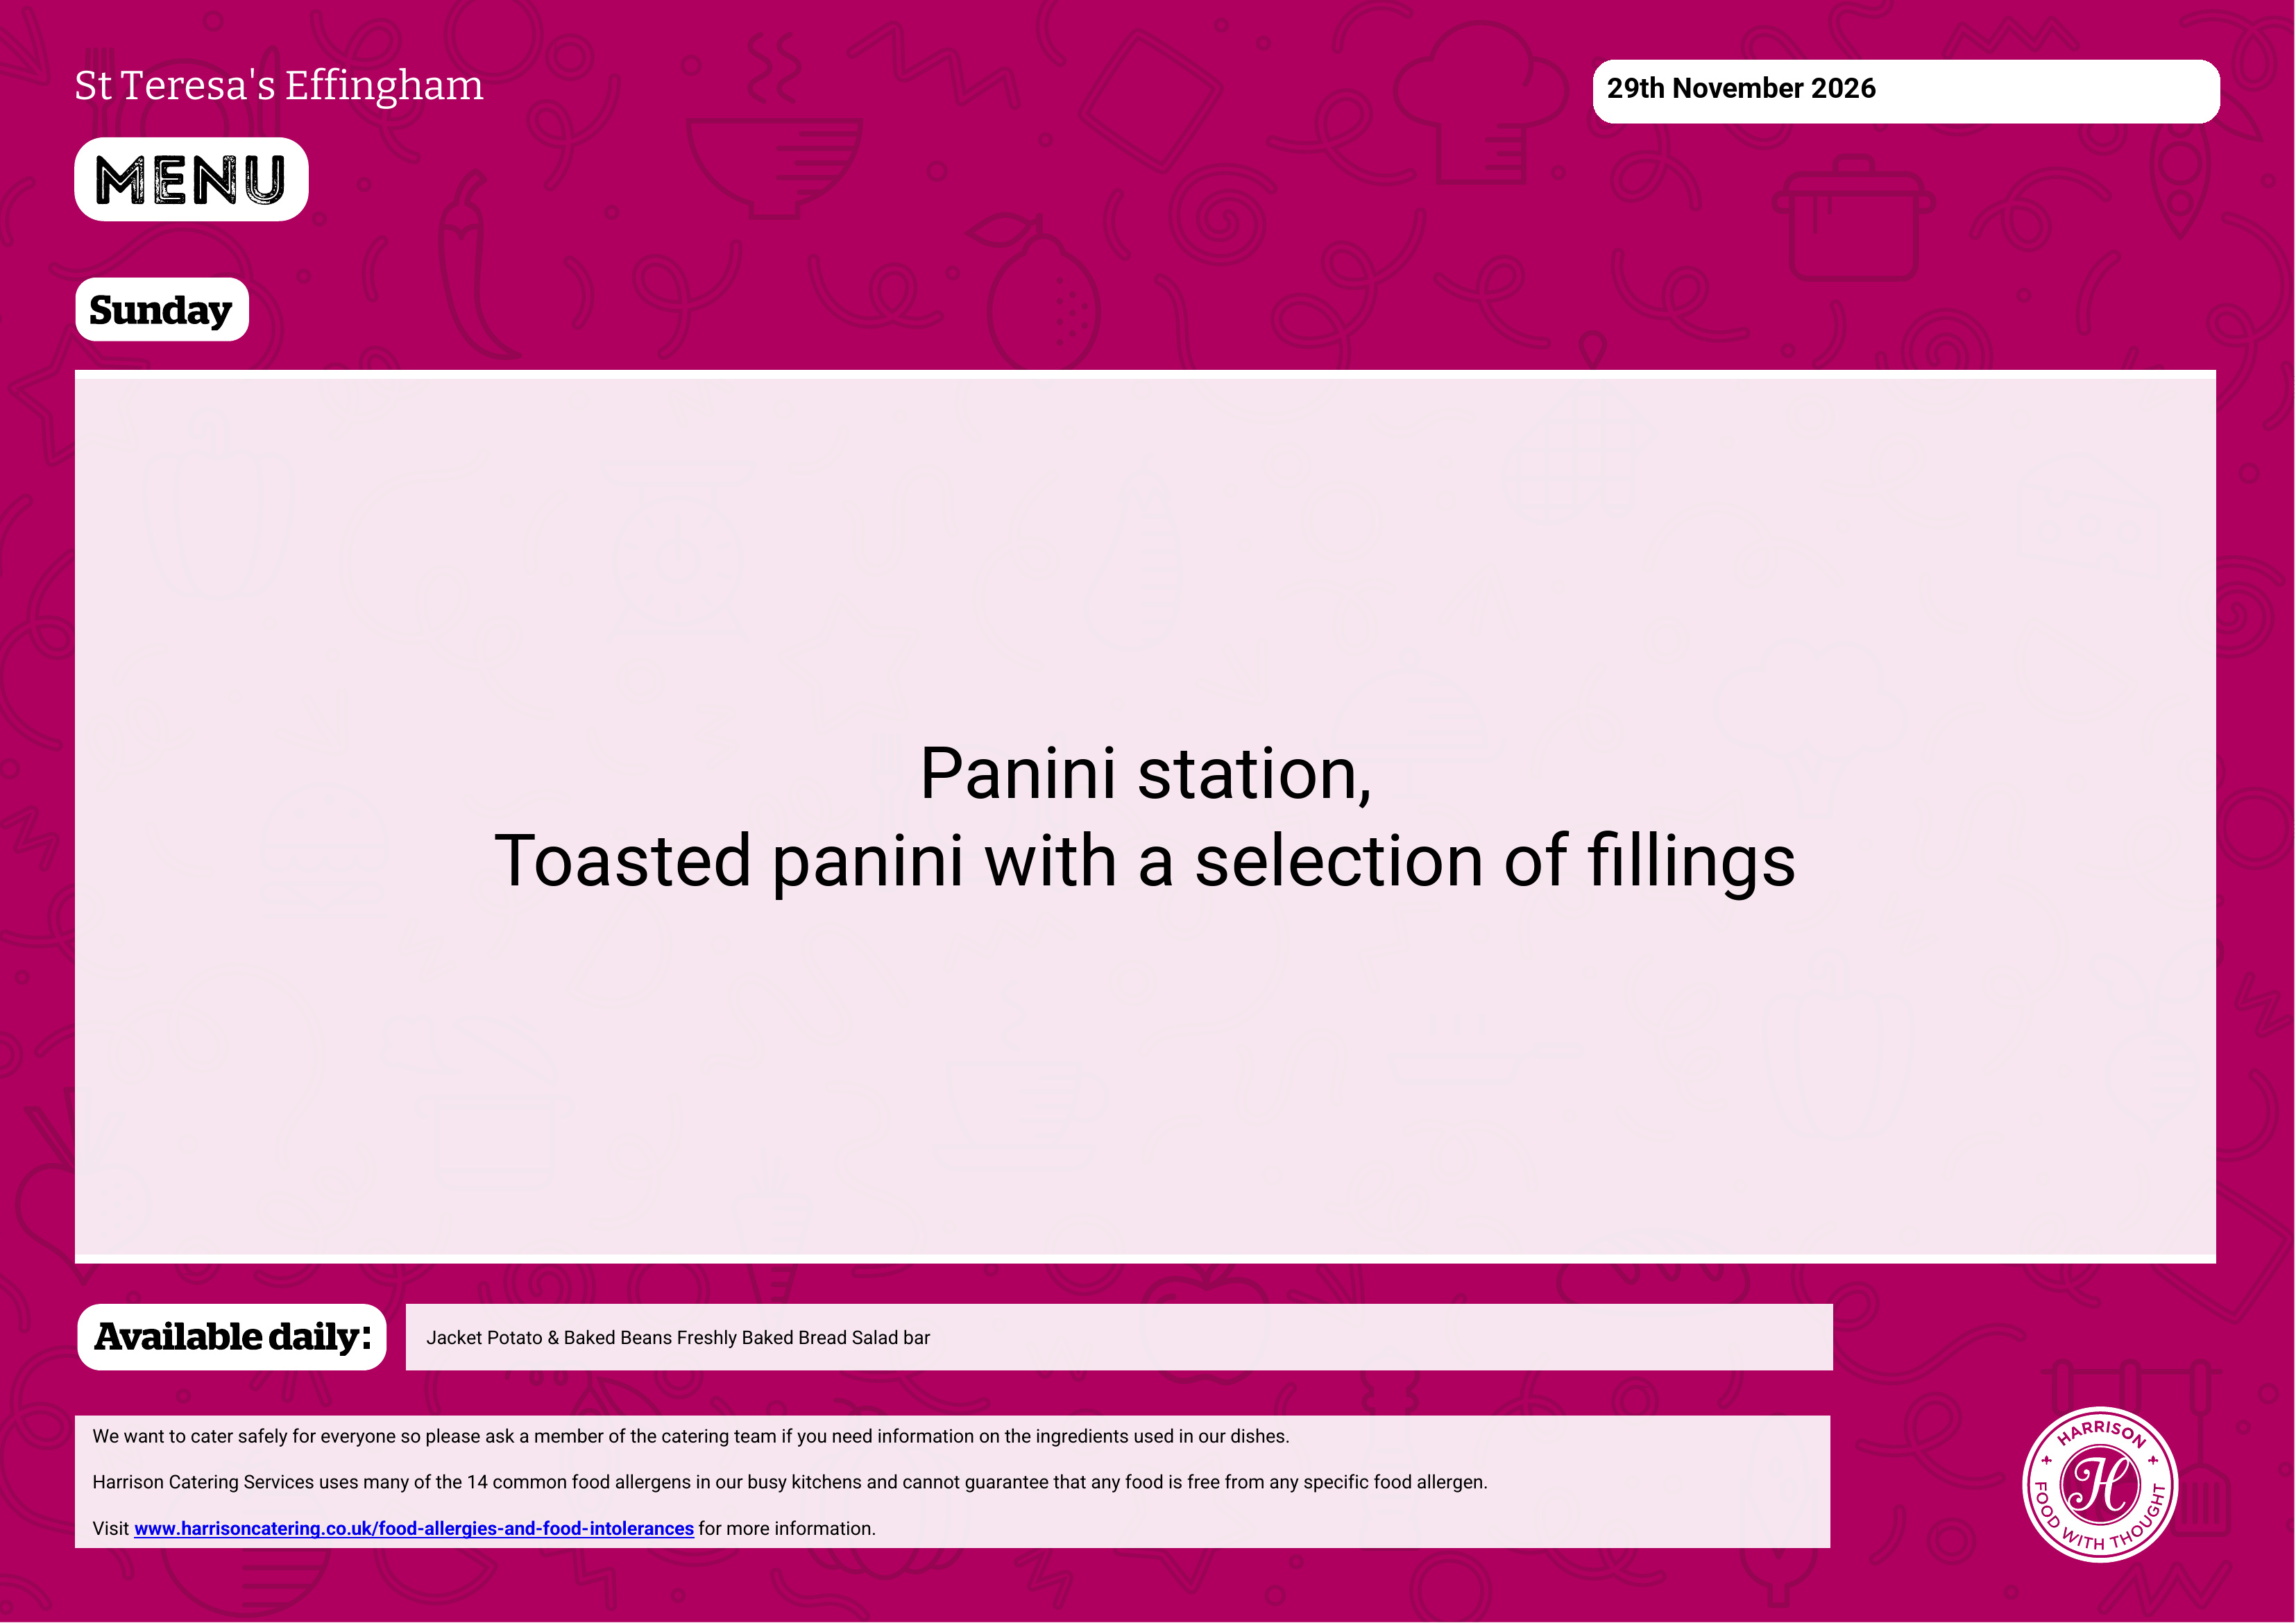 St Teresa's Effingham
29th November 2026
MENU
Sunday
Panini station,
Toasted panini with a selection of fillings
Available daily:
Jacket Potato & Baked Beans Freshly Baked Bread Salad bar
We want to cater safely for everyone so please ask a member of the catering team if you need information on the ingredients used in our dishes.
Harrison Catering Services uses many of the 14 common food allergens in our busy kitchens and cannot guarantee that any food is free from any specific food allergen.
Visit www.harrisoncatering.co.uk/food-allergies-and-food-intolerances for more information.
HARRISON
H
FOOD WITH THOUGHT